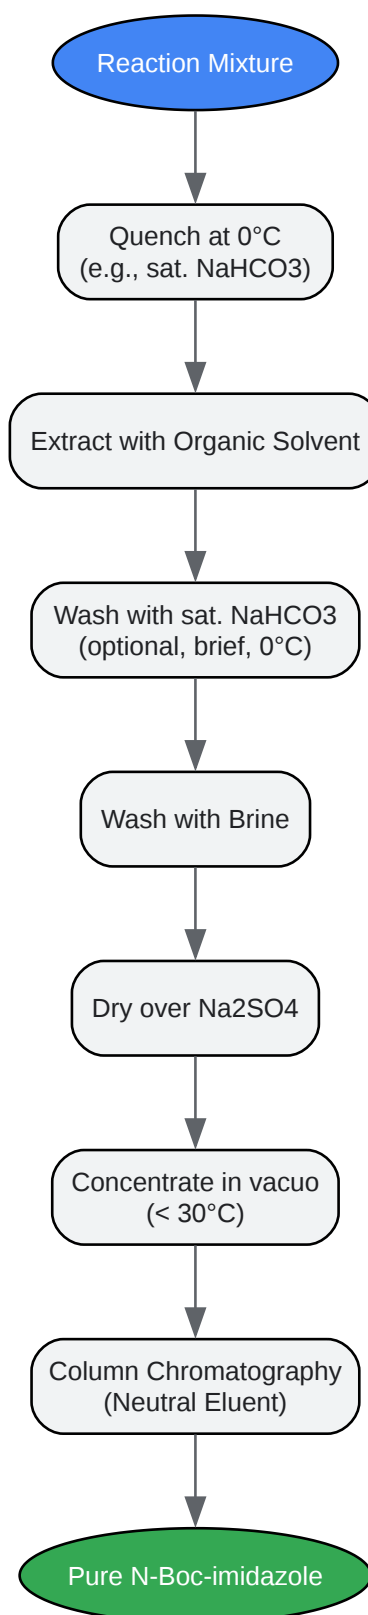 Reaction Mixture
Quench at 0°C
(e.g., sat. NaHCO3)
Extract with Organic Solvent
Wash with sat. NaHCO3
(optional, brief, 0°C)
Wash with Brine
Dry over Na2SO4
Concentrate in vacuo
(< 30°C)
Column Chromatography
(Neutral Eluent)
Pure N-Boc-imidazole